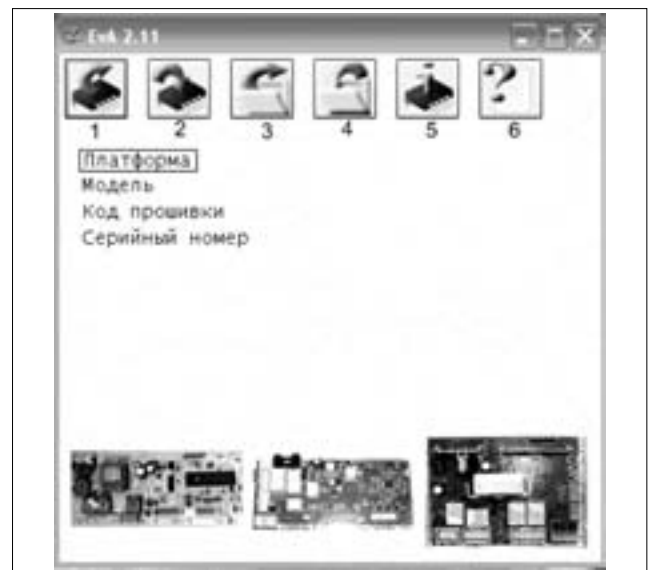 EvA 2.11
1 2 3 4 5 6
Платформа
Модель
Код прошивки
Серийный номер